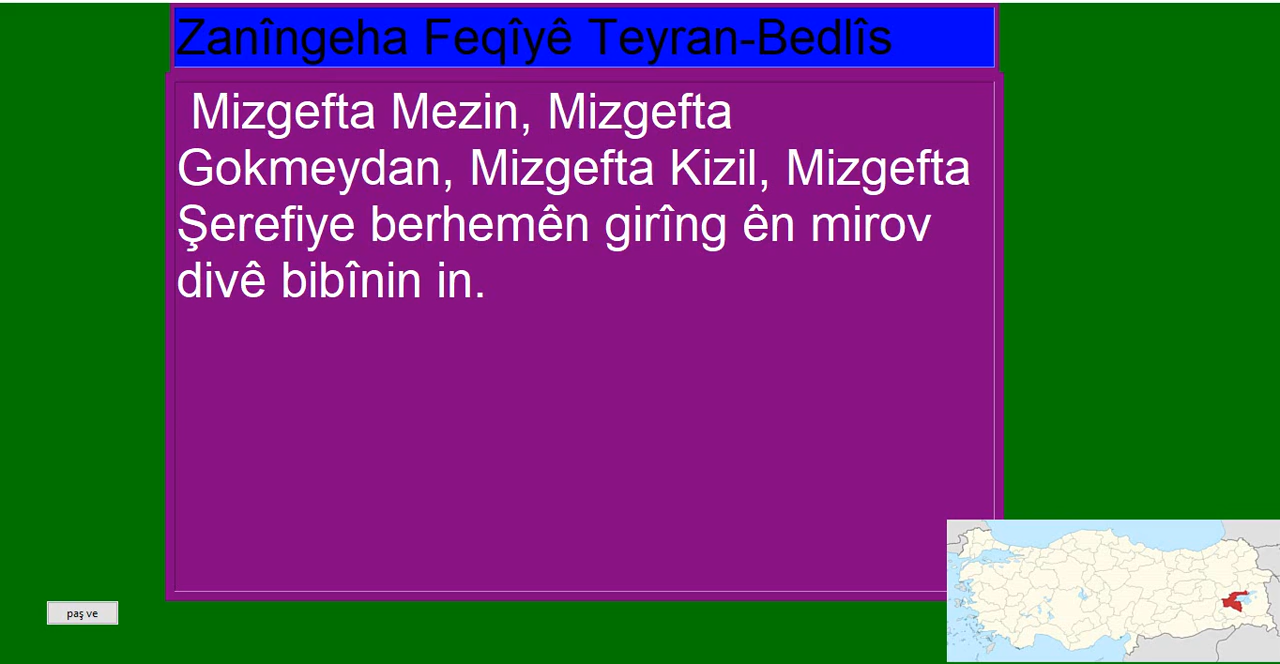 Zanîngeha Feqîyê Teyran-Bedlîs
Mizgefta Mezin, Mizgefta
Gokmeydan, Mizgefta Kizil, Mizgefta
Şerefiye berhemên girîng ên mirov
divê bibînin in.
paş ve